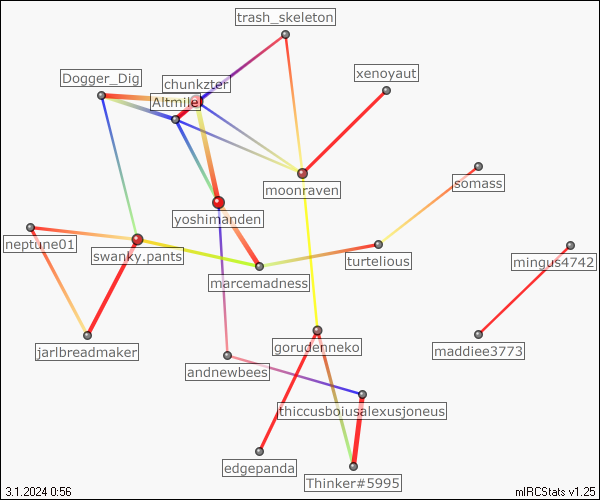 trash_skeleton
xenoyaut
Dogger_Dig
chunkzter
Altmile
somass
moonraven
yoshimanden
neptune01
swanky.pants
turtelious
mingus4742
marcemadness
jarlbreadmaker
gorudenneko
maddiee3773
andnewbees
thiccusboiusalexusjoneus
edgepanda
Thinker#5995
3.1.2024 0:56
mIRCStats v1.25